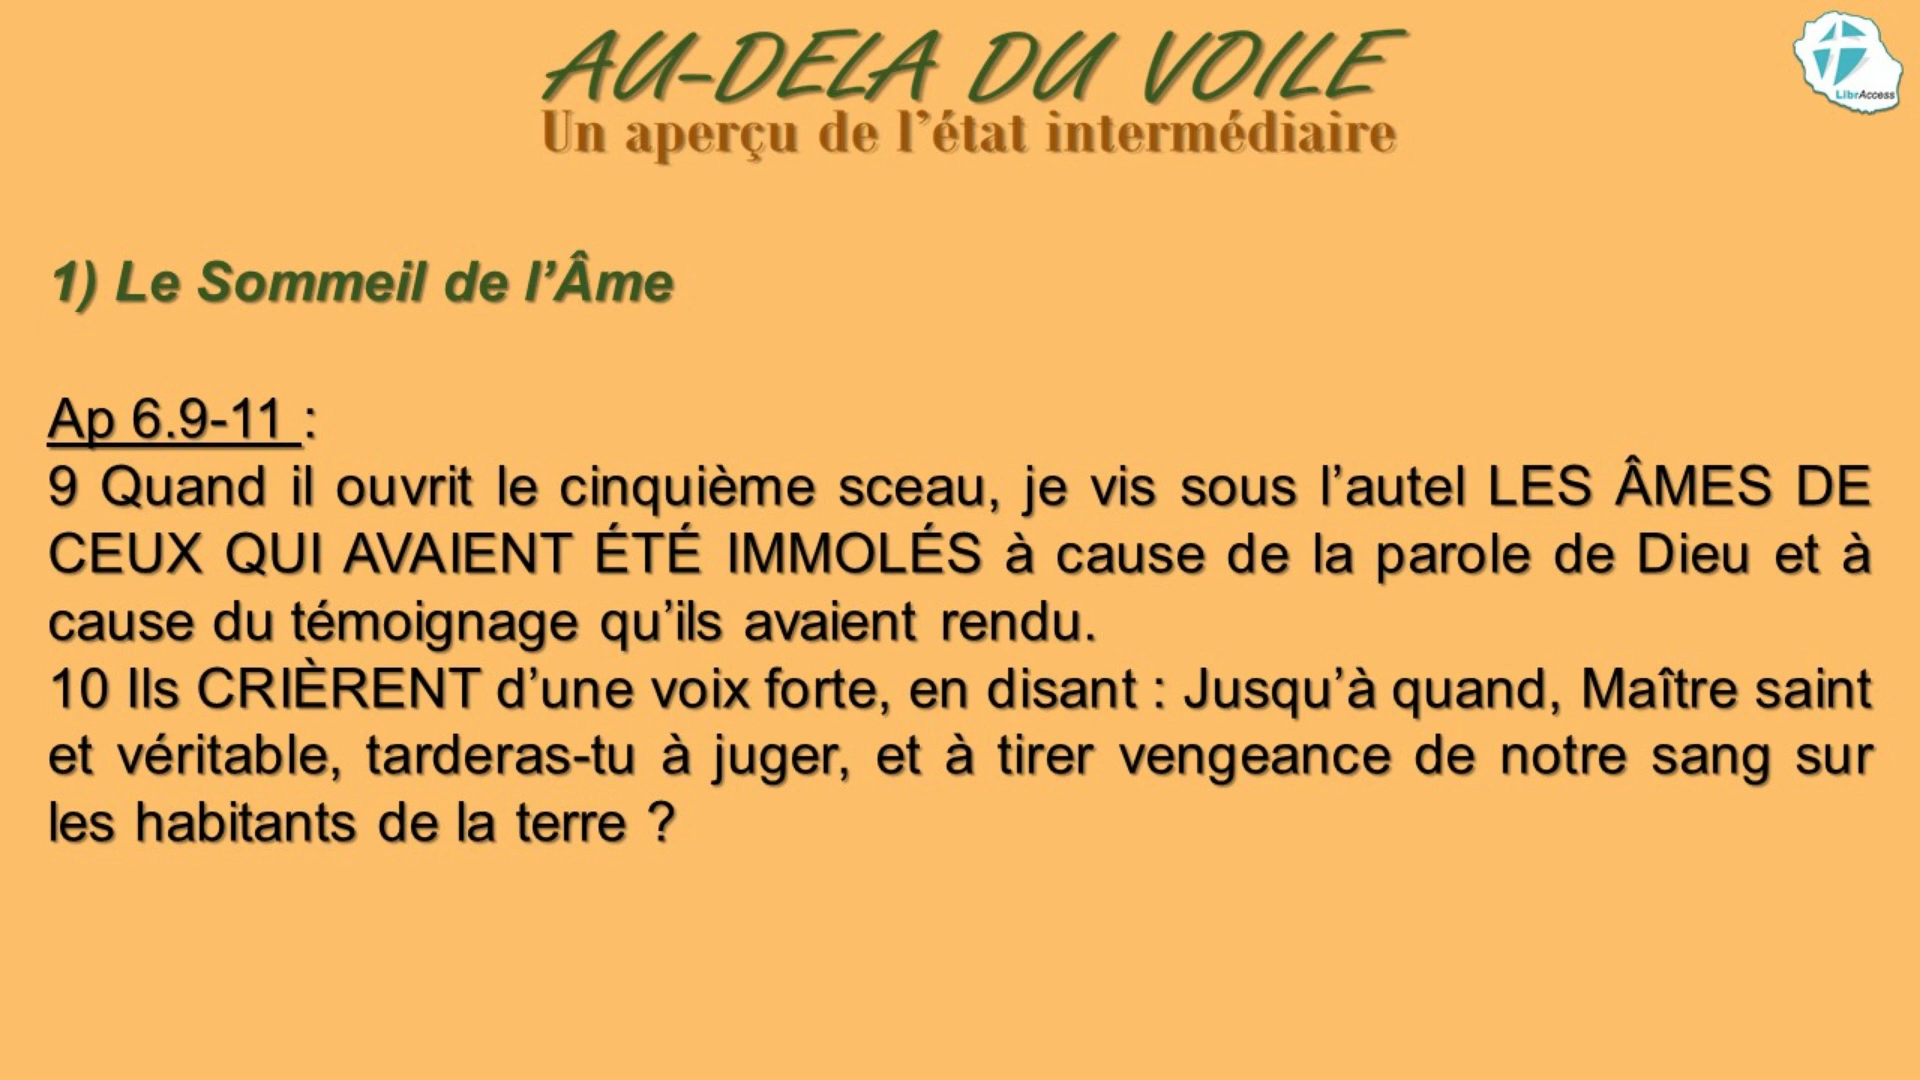 AU-DELA DU VOILE
Un aperçu de l’état intermédiaire
LibrAccess
1) Le Sommeil de l’Âme
Ap 6.9-11 :
9 Quand il ouvrit le cinquième sceau, je vis sous l’autel LES ÂMES DE
CEUX QUI AVAIENT ÉTÉ IMMOLÉS à cause de la parole de Dieu et à
cause du témoignage qu’ils avaient rendu.
10 Ils CRIÈRENT d’une voix forte, en disant : Jusqu’à quand, Maître saint
et véritable, tarderas-tu à juger, et à tirer vengeance de notre sang sur
les habitants de la terre ?